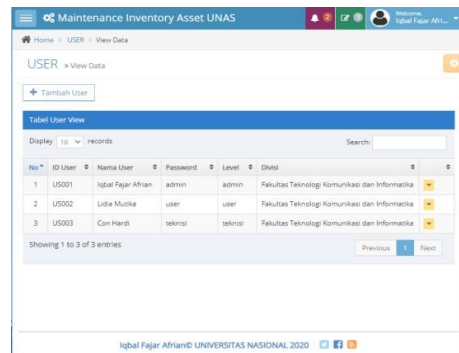 Maintenance Inventory Asset UNAS
2
3
Welcome,
Iqbal Fajar Afri...
Home > USER > View Data
USER » View Data
Tambah User
Tabel User View
Display 10 records
Search:
No ID User Nama User Password Level Divisi
1 US001 Iqbal Fajar Afrian admin admin Fakultas Teknologi Komunikasi dan Informatika
2 US002 Lidia Mutika user user Fakultas Teknologi Komunikasi dan Informatika
3 US003 Con Hardi teknisi teknisi Fakultas Teknologi Komunikasi dan Informatika
Showing 1 to 3 of 3 entries
Previous 1 Next
Iqbal Fajar Afrian© UNIVERSITAS NASIONAL 2020